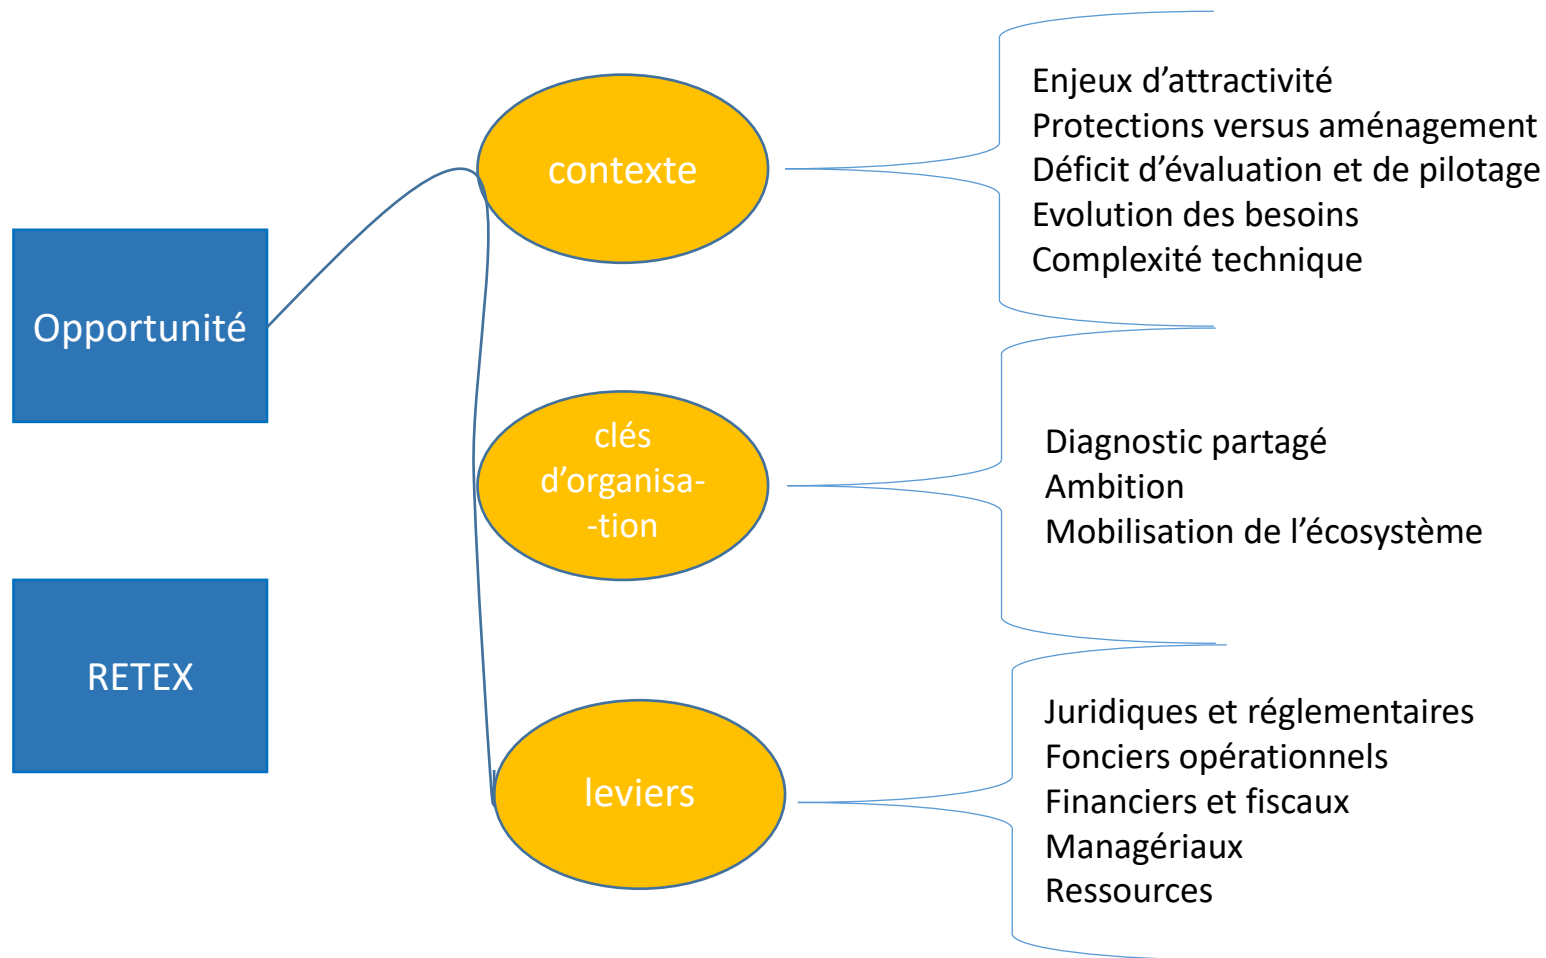 Opportunité
RETEX
contexte
Enjeux d’attractivité
Protections versus aménagement
Déficit d’évaluation et de pilotage
Evolution des besoins
Complexité technique
clés
d’organisa-
-tion
Diagnostic partagé
Ambition
Mobilisation de l’écosystème
leviers
Juridiques et réglementaires
Fonciers opérationnels
Financiers et fiscaux
Managériaux
Ressources